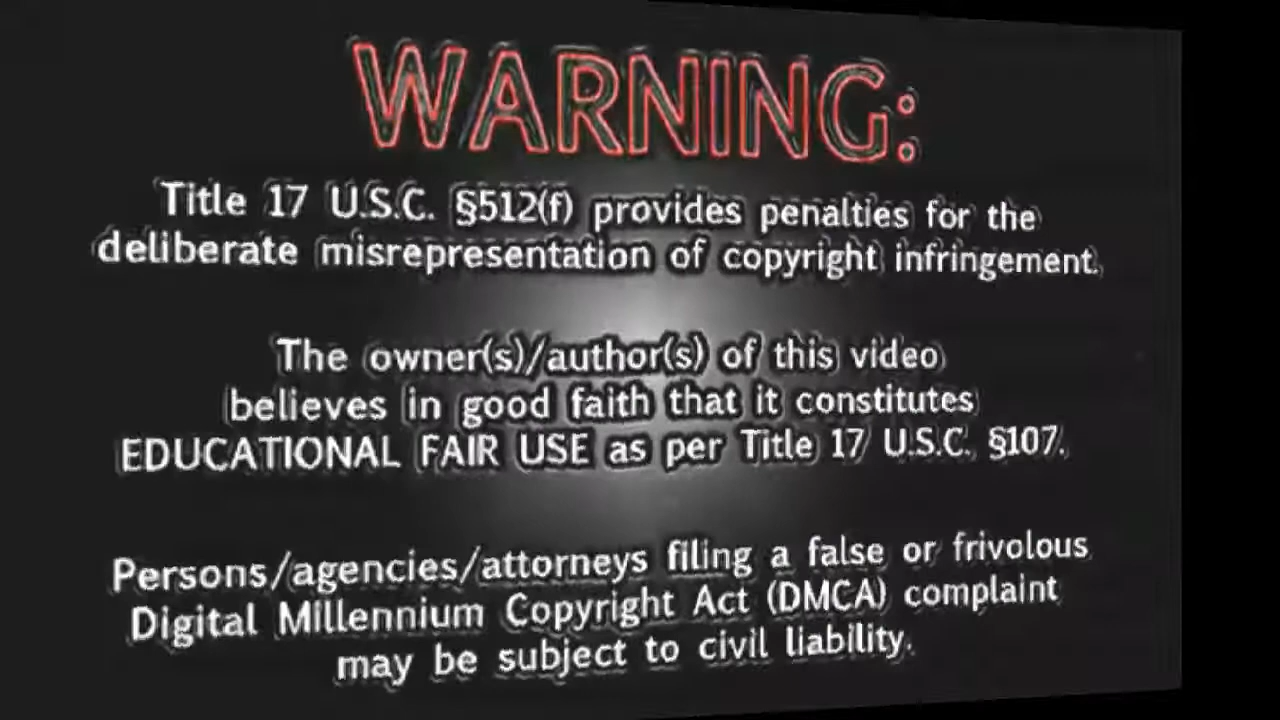 WARNING:
Title 17 U.S.C. §512(f) provides penalties for the
deliberate misrepresentation of copyright infringement.
The owner(s)/author(s) of this video
believes in good faith that it constitutes
EDUCATIONAL FAIR USE as per Title 17 U.S.C. §107.
Persons/agencies/attorneys filing a false or frivolous
Digital Millennium Copyright Act (DMCA) complaint
may be subject to civil liability.